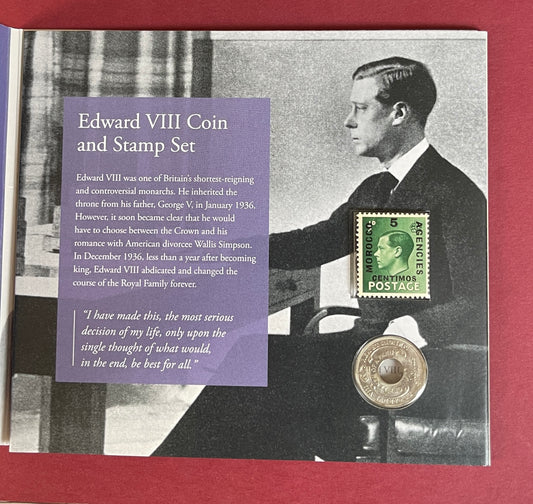 Edward VIII Coin
and Stamp Set
Edward VIII was one of Britain's shortest-reigning
and controversial monarchs. He inherited the
throne from his father, George V, in January 1936.
However, it soon became clear that he would
have to choose between the Crown and his
romance with American divorcee Wallis Simpson.
In December 1936, less than a year after becoming
king, Edward VIII abdicated and changed the
course of the Royal Family forever.
"I have made this, the most serious
decision of my life, only upon the
single thought of what would,
in the end, be best for all."
MOROCCO
5
AGENCIES
CENTIMOS
POSTAGE